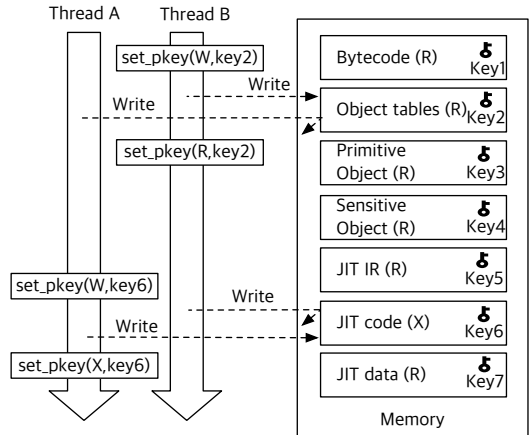 Thread A
Thread B
set_pkey(W,key2)
Write
Write
set_pkey(R,key2)
set_pkey(W,key6)
Write
Write
set_pkey(X,key6)
Bytecode (R)
Key1
Object tables (R)
Key2
Primitive
Object (R)
Key3
Sensitive
Object (R)
Key4
JIT IR (R)
Key5
JIT code (X)
Key6
JIT data (R)
Key7
Memory